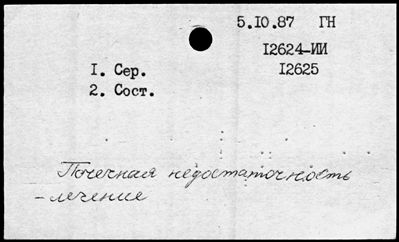 5.10.87 ГН
12624-ИИ
1. Сер. 12625
2. Сост.
Почечная недостаточность
- лечение